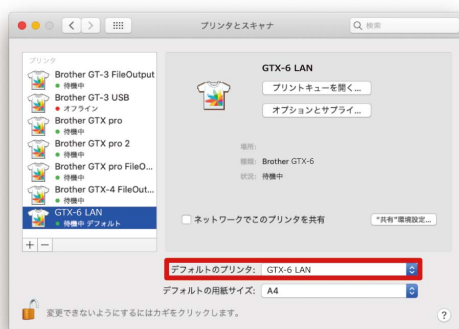 プリンタとスキャナ
検索
プリンタ
Brother GT-3 FileOutput
待機中
Brother GT-3 USB
オフライン
Brother GTX pro
待機中
Brother GTX pro 2
待機中
Brother GTX pro FileO...
待機中
Brother GTX-4 FileOut...
待機中
GTX-6 LAN
待機中 デフォルト
+ −
GTX-6 LAN
プリントキューを開く...
オプションとサプライ...
場所:
種類: Brother GTX-6
状況: 待機中
ネットワークでこのプリンタを共有
"共有"環境設定...
デフォルトのプリンタ: GTX-6 LAN
デフォルトの用紙サイズ: A4
変更できないようにするにはカギをクリックします。
?